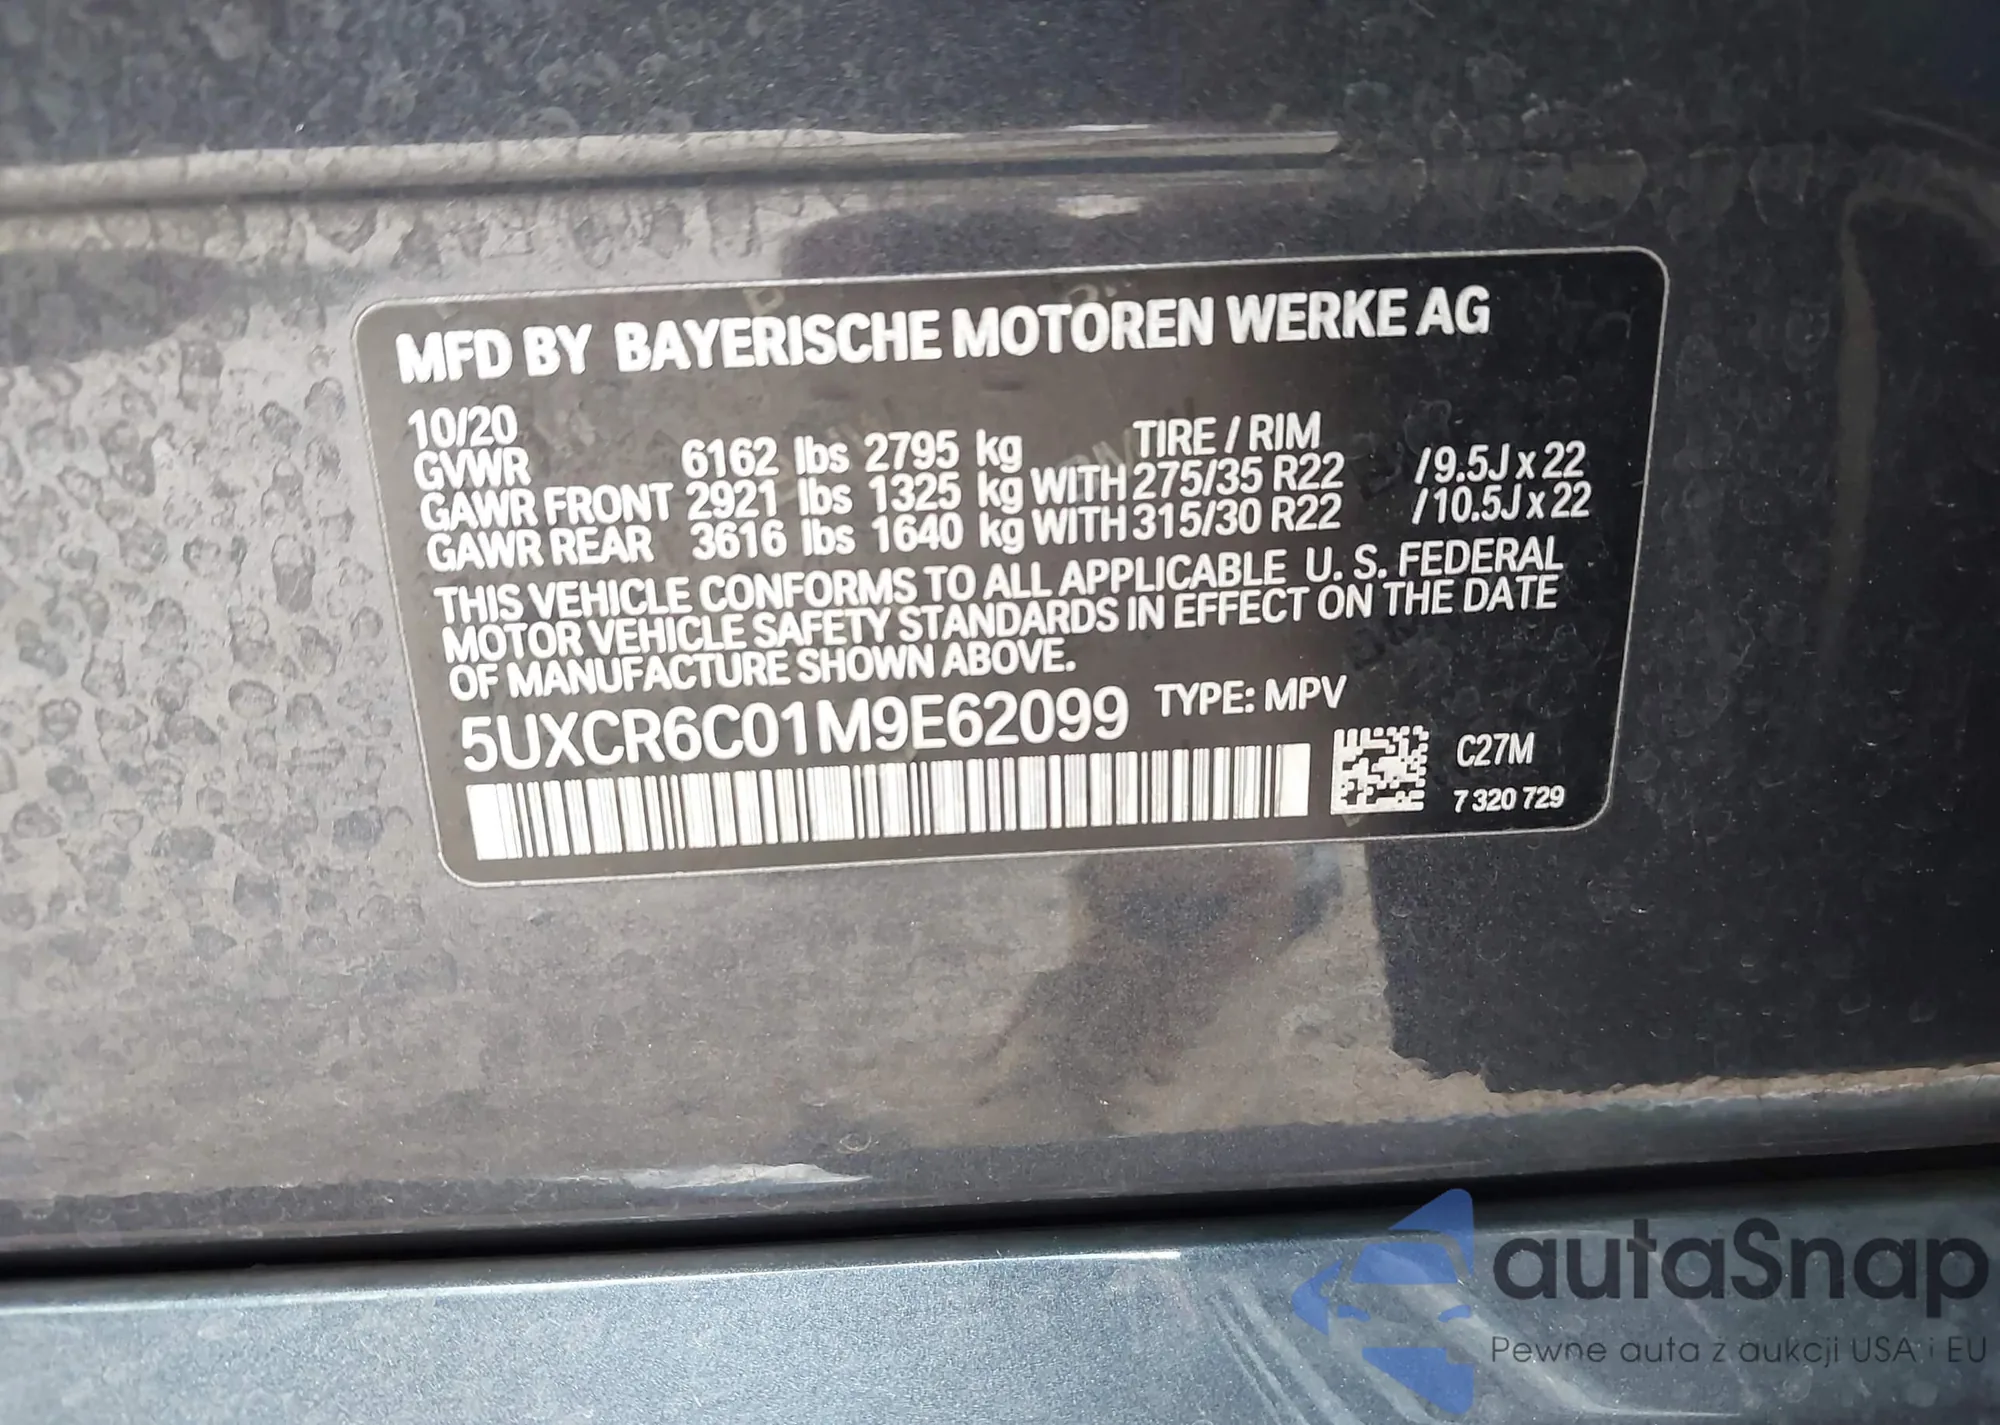 MFD BY BAYERISCHE MOTOREN WERKE AG
10/20 TIRE / RIM
GVWR 6162 lbs 2795 kg
GAWR FRONT 2921 lbs 1325 kg WITH 275/35 R22 /9.5J x 22
GAWR REAR 3616 lbs 1640 kg WITH 315/30 R22 /10.5J x 22
THIS VEHICLE CONFORMS TO ALL APPLICABLE U. S. FEDERAL
MOTOR VEHICLE SAFETY STANDARDS IN EFFECT ON THE DATE
OF MANUFACTURE SHOWN ABOVE.
5UXCR6C01M9E62099 TYPE: MPV
C27M
7 320 729
autaSnap
Pewne auta z aukcji USA i EU